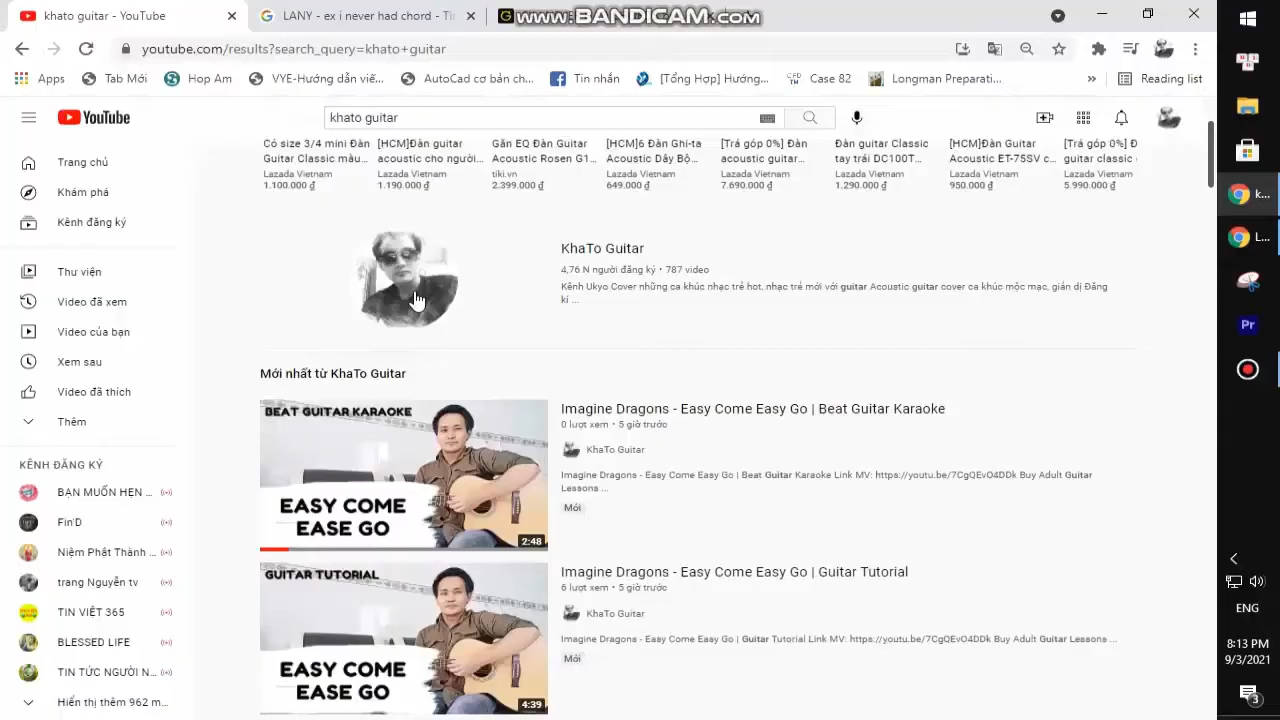 khato guitar - YouTube
LANY - ex i never had chord - Ti
www.BANDICAM.com
youtube.com/results?search_query=khato+guitar
Apps
Tab Mới
Hop Am
VYE-Hướng dẫn viê...
AutoCad cơ bản ch...
Tin nhắn
[Tổng Hợp] Hướng...
Case 82
Longman Preparati...
»
Reading list
YouTube
khato guitar
Trang chủ
Khám phá
Kênh đăng ký
Thư viện
Video đã xem
Video của bạn
Xem sau
Video đã thích
Thêm
KÊNH ĐĂNG KÝ
BẠN MUỐN HẸN ...
Fin'D
Niệm Phật Thành ...
trang Nguyễn tv
TIN VIỆT 365
BLESSED LIFE
TIN TỨC NGƯỜI N...
Hiển thị thêm 962 m...
Có size 3/4 mini Đàn
Guitar Classic màu...
Lazada Vietnam
1.100.000 ₫
[HCM]Đàn guitar
acoustic cho người...
Lazada Vietnam
1.190.000 ₫
Gắn EQ Đàn Guitar
Acoustic Rosen G1...
tiki.vn
2.399.000 ₫
[HCM]6 Đàn Ghi-ta
Acoustic Dây Bộ...
Lazada Vietnam
649.000 ₫
[Trả góp 0%] Đàn
acoustic guitar...
Lazada Vietnam
7.690.000 ₫
Đàn guitar Classic
tay trái DC100T...
Lazada Vietnam
1.290.000 ₫
[HCM]Đàn Guitar
Acoustic ET-75SV c...
Lazada Vietnam
950.000 ₫
[Trả góp 0%] Đ
guitar classic
Lazada Vietnam
5.990.000 ₫
KhaTo Guitar
4,76 N người đăng ký • 787 video
Kênh Ukyo Cover những ca khúc nhạc trẻ hot, nhạc trẻ mới với guitar Acoustic guitar cover ca khúc mộc mạc, giản dị Đăng
kí ...
Mới nhất từ KhaTo Guitar
BEAT GUITAR KARAOKE
EASY COME
EASE GO
2:48
Imagine Dragons - Easy Come Easy Go | Beat Guitar Karaoke
0 lượt xem • 5 giờ trước
KhaTo Guitar
Imagine Dragons - Easy Come Easy Go | Beat Guitar Karaoke Link MV: https://youtu.be/7CgQEvO4DDk Buy Adult Guitar
Lessons ...
Mới
GUITAR TUTORIAL
EASY COME
EASE GO
4:39
Imagine Dragons - Easy Come Easy Go | Guitar Tutorial
6 lượt xem • 5 giờ trước
KhaTo Guitar
Imagine Dragons - Easy Come Easy Go | Guitar Tutorial Link MV: https://youtu.be/7CgQEvO4DDk Buy Adult Guitar Lessons ...
Mới
k...
L...
Pr
ENG
8:13 PM
9/3/2021
3